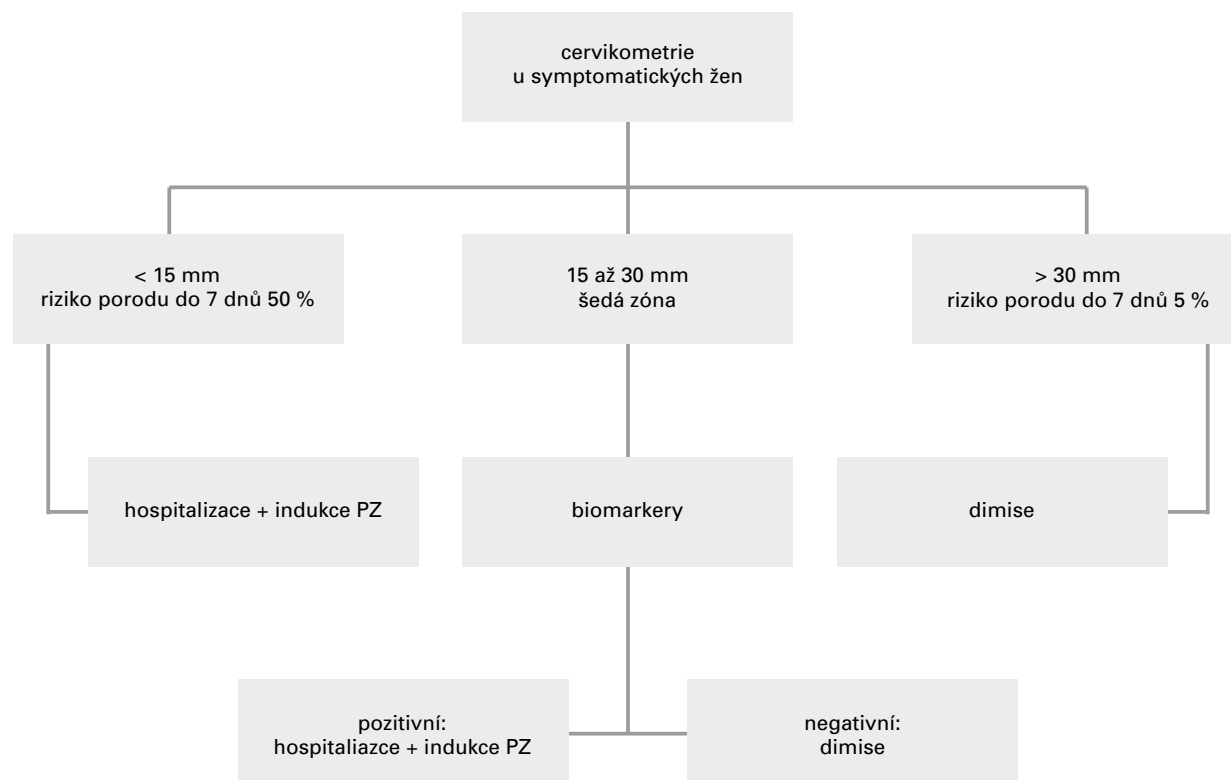 cervikometrie
u symptomatických žen
< 15 mm
riziko porodu do 7 dnů 50 %
15 až 30 mm
šedá zóna
> 30 mm
riziko porodu do 7 dnů 5 %
hospitalizace + indukce PZ
biomarkery
dimise
pozitivní:
hospitaliazce + indukce PZ
negativní:
dimise